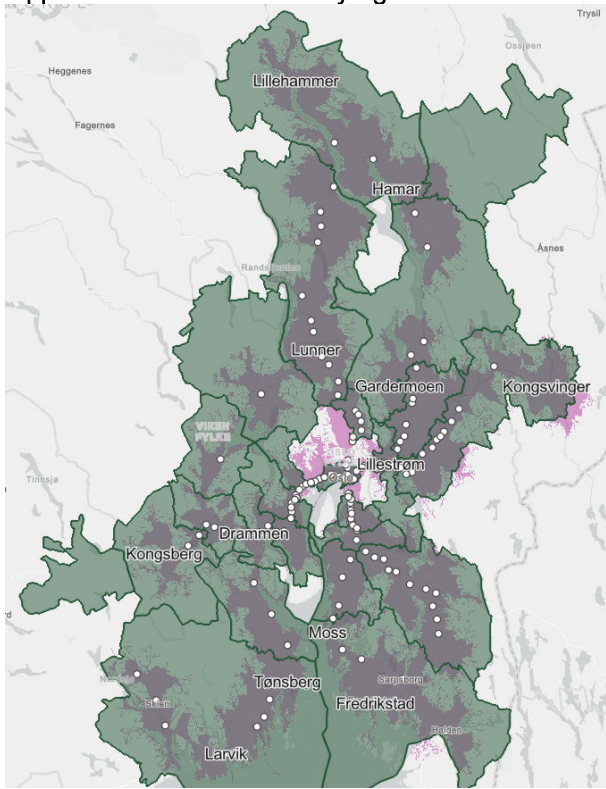 Trysil
Ossjøen
Heggenes
Lillehammer
Fagernes
Hamar
Åsnes
Lunner
Gardermoen
Kongsvinger
VIKEN
FYLKE
Lillestrøm
Oslo
Tinnsjø
Drammen
Kongsberg
Moss
Tønsberg
Sarpsborg
Skien
Fredrikstad
Halden
Larvik